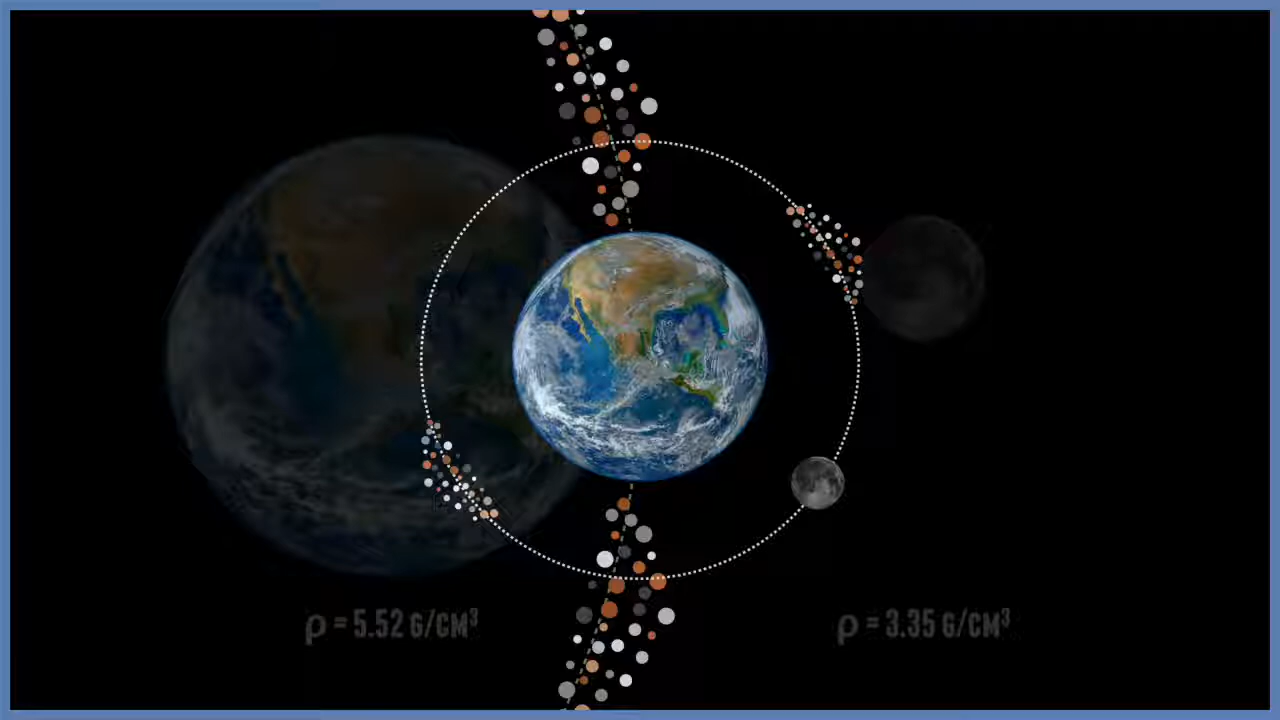 ρ = 5.52 G/CM³
ρ = 3.35 G/CM³